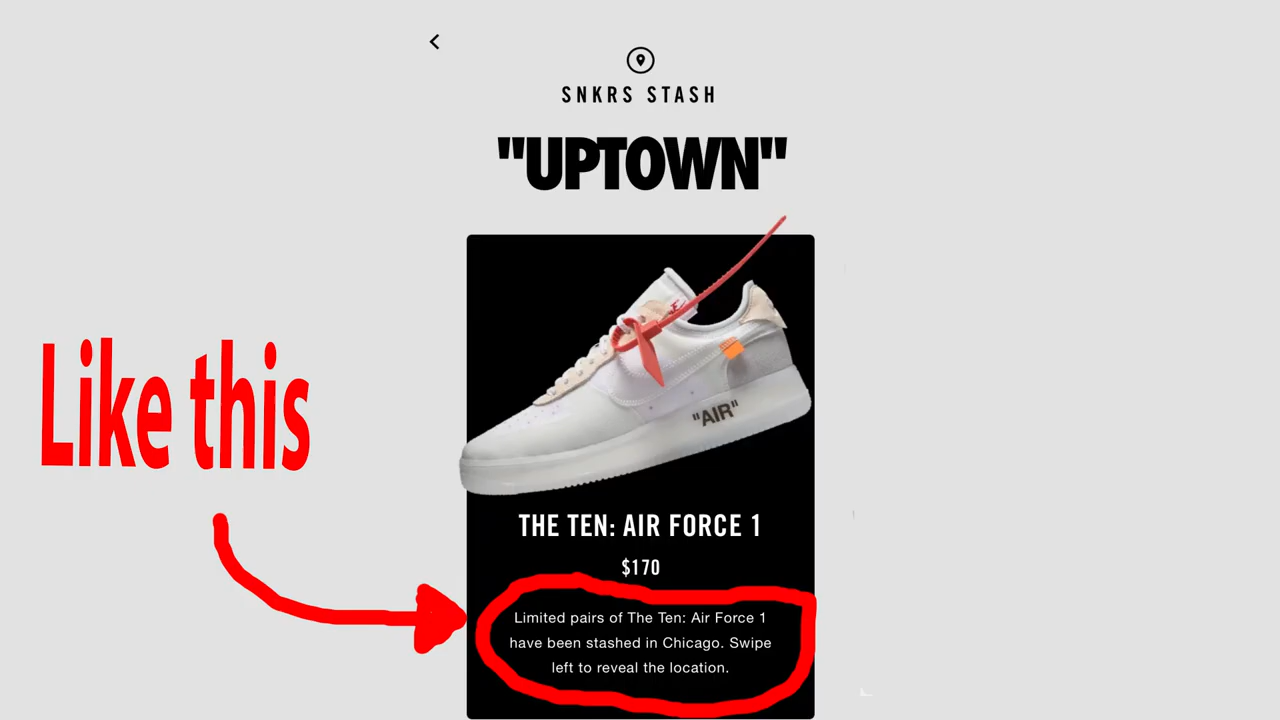 SNKRS STASH
"UPTOWN"
"AIR"
Like this
THE TEN: AIR FORCE 1
$170
Limited pairs of The Ten: Air Force 1
have been stashed in Chicago. Swipe
left to reveal the location.